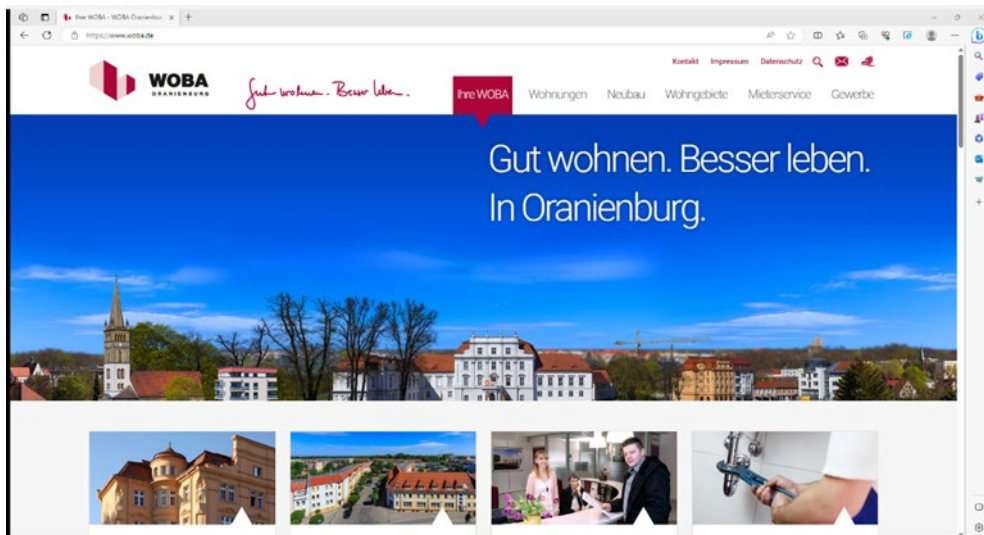 Ihre WOBA - WOBA Oranienburg
https://www.woba.de
Kontakt Impressum Datenschutz
WOBA
ORANIENBURG
Gut wohnen. Besser leben.
Ihre WOBA Wohnungen Neubau Wohngebiete Mieterservice Gewerbe
Gut wohnen. Besser leben.
In Oranienburg.